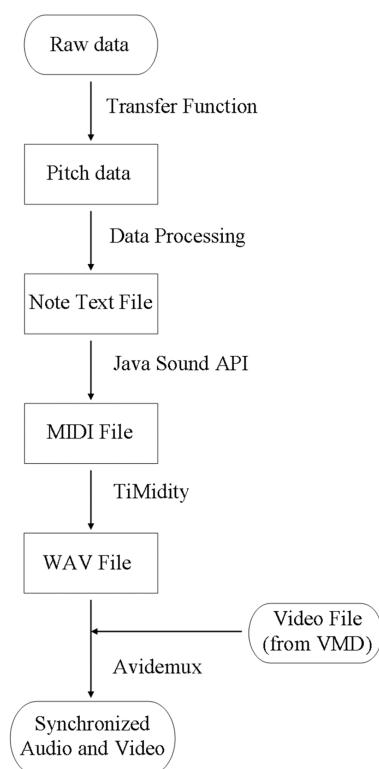 Raw data
Transfer Function
Pitch data
Data Processing
Note Text File
Java Sound API
MIDI File
TiMidity
WAV File
Video File
(from VMD)
Avidemux
Synchronized
Audio and Video